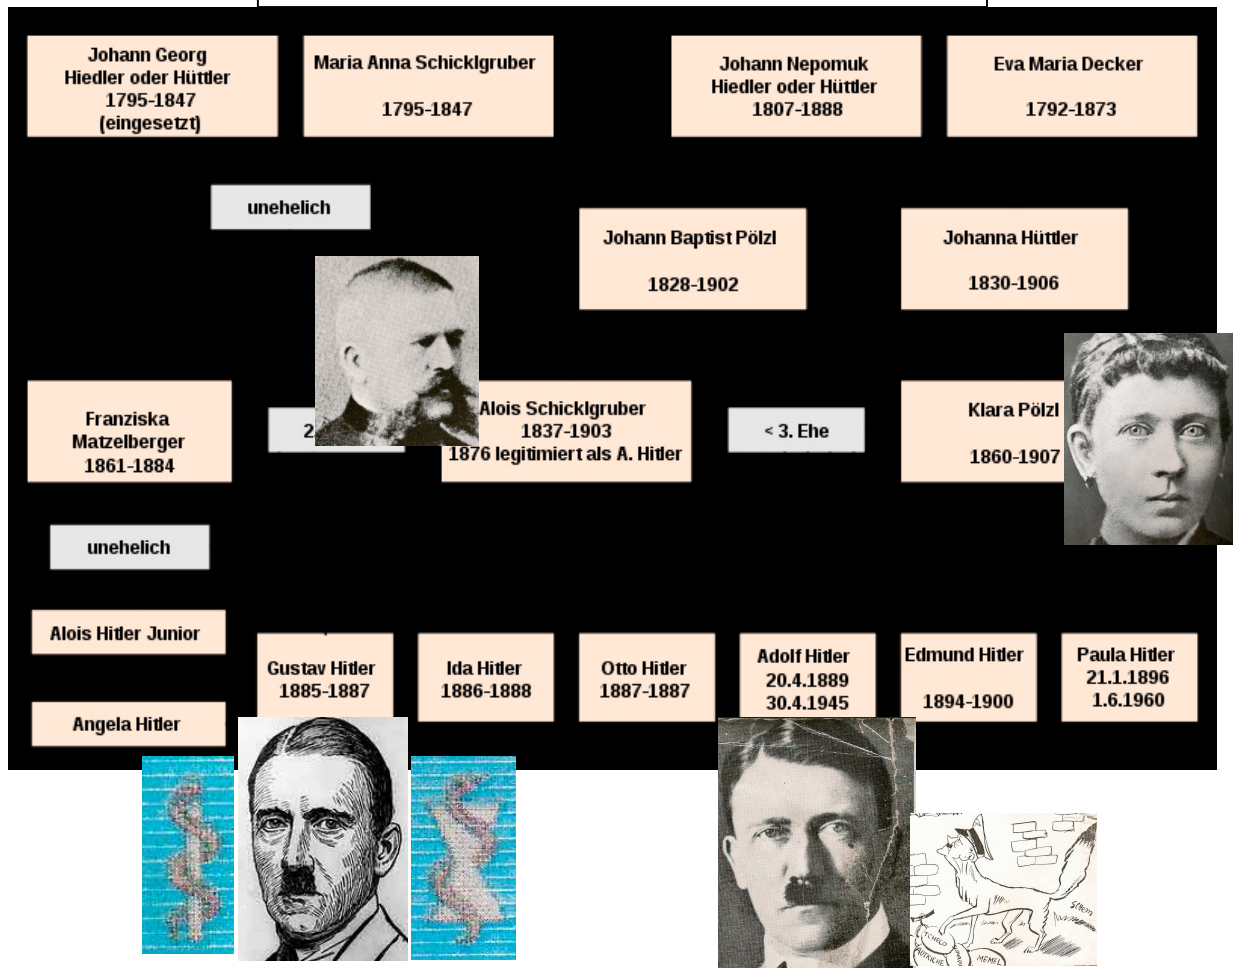 Johann Georg
Hiedler oder Hüttler
1795-1847
(eingesetzt)
Maria Anna Schicklgruber
1795-1847
Johann Nepomuk
Hiedler oder Hüttler
1807-1888
Eva Maria Decker
1792-1873
unehelich
Johann Baptist Pölzl
1828-1902
Johanna Hüttler
1830-1906
Franziska
Matzelberger
1861-1884
2
Alois Schicklgruber
1837-1903
1876 legitimiert als A. Hitler
< 3. Ehe
Klara Pölzl
1860-1907
unehelich
Alois Hitler Junior
Angela Hitler
Gustav Hitler
1885-1887
Ida Hitler
1886-1888
Otto Hitler
1887-1887
Adolf Hitler
20.4.1889
30.4.1945
Edmund Hitler
1894-1900
Paula Hitler
21.1.1896
1.6.1960
TCHECO
AUTRICHE
MEMEL